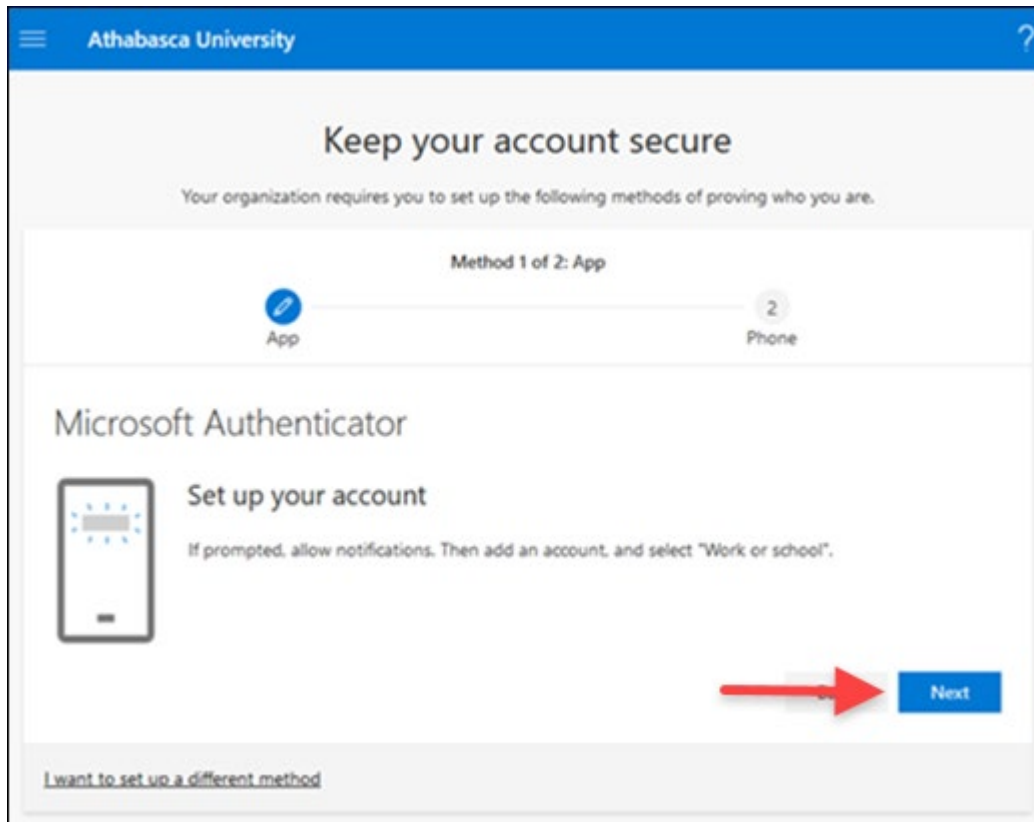 Athabasca University
?
Keep your account secure
Your organization requires you to set up the following methods of proving who you are.
Method 1 of 2: App
2
App
Phone
Microsoft Authenticator
Set up your account
If prompted, allow notifications. Then add an account, and select "Work or school".
Next
I want to set up a different method